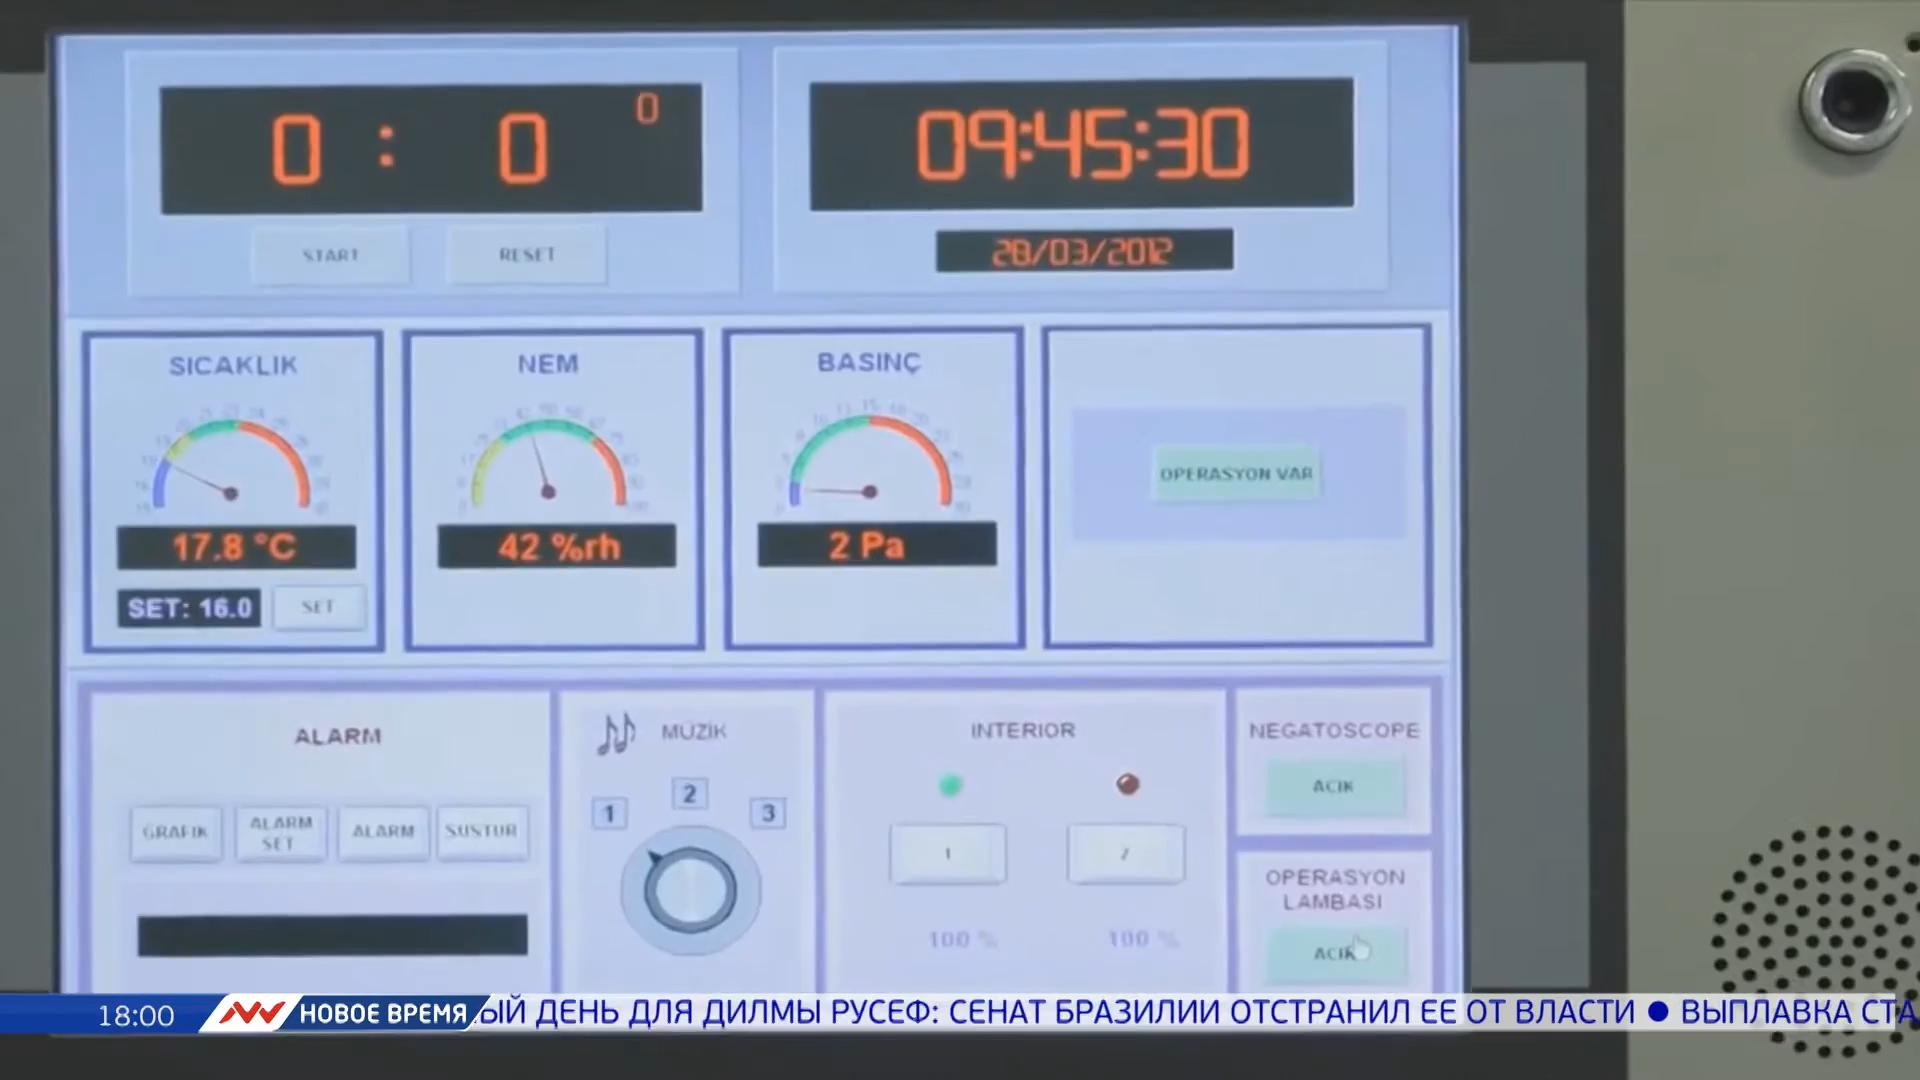 0 : 0 0
09:45:30
START
RESET
28/03/2012
SICAKLIK
NEM
BASINÇ
OPERASYON VAR
17.8 °C
42 %rh
2 Pa
SET: 16.0
SET
ALARM
MÜZİK
INTERIOR
NEGATOSCOPE
ACIK
1
2
3
GRAFIK
ALARM
SET
ALARM
SUSTUR
1
2
OPERASYON
LAMBASI
ACIK
100 %
100 %
18:00
НОВОЕ ВРЕМЯ
ЫЙ ДЕНЬ ДЛЯ ДИЛМЫ РУСЕФ: СЕНАТ БРАЗИЛИИ ОТСТРАНИЛ ЕЕ ОТ ВЛАСТИ ● ВЫПЛАВКА СТА